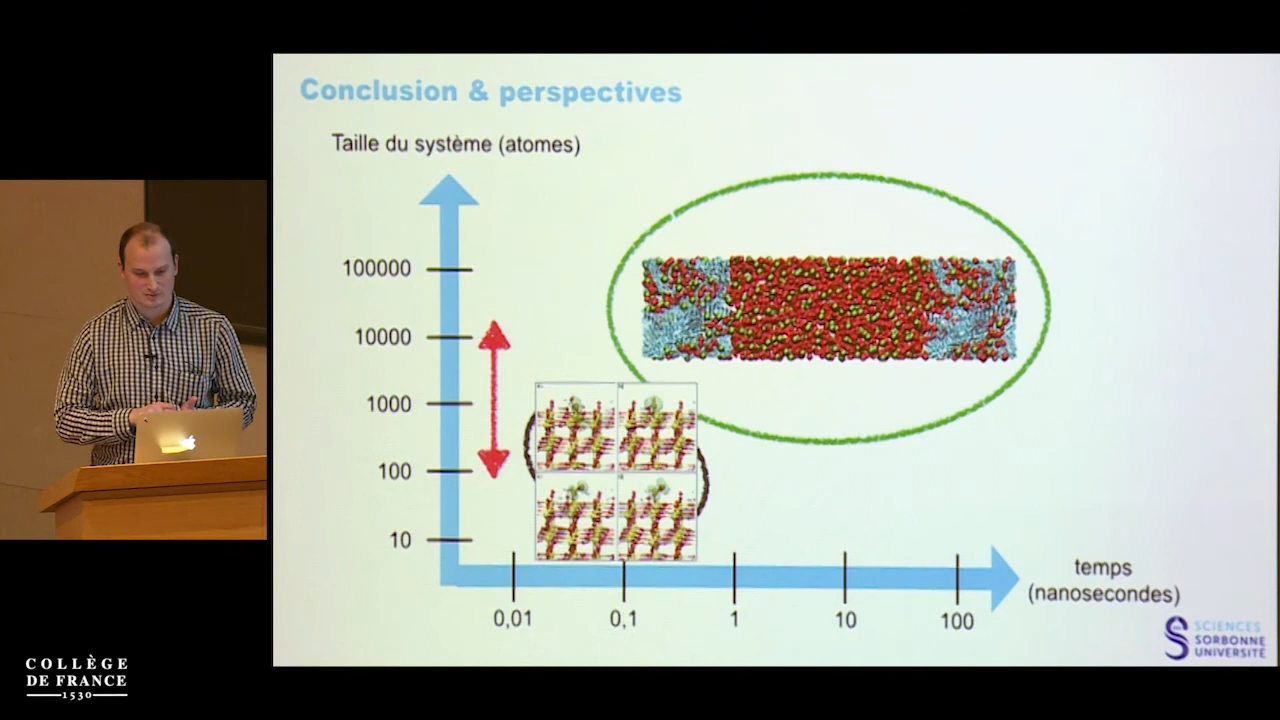 Conclusion & perspectives
Taille du système (atomes)
100000
10000
1000
100
10
0,01
0,1
1
10
100
temps
(nanosecondes)
SCIENCES
SORBONNE
UNIVERSITÉ
COLLÈGE
DE FRANCE
1530